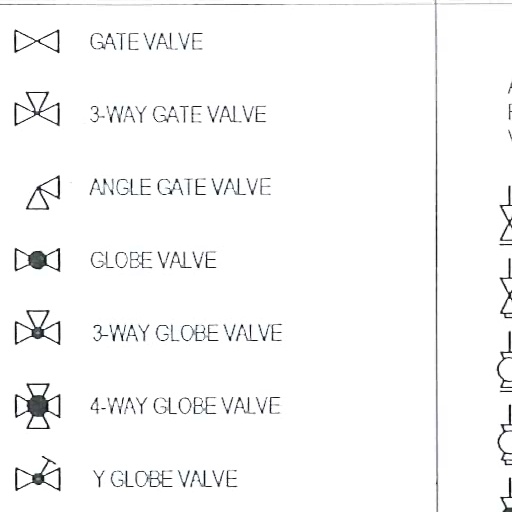 GATE VALVE
3-WAY GATE VALVE
ANGLE GATE VALVE
GLOBE VALVE
3-WAY GLOBE VALVE
4-WAY GLOBE VALVE
Y GLOBE VALVE